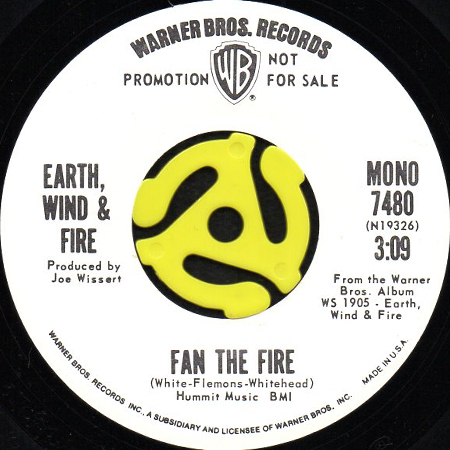 WARNER BROS. RECORDS
PROMOTION NOT FOR SALE
WB
®
EARTH,
WIND &
FIRE
Produced by
Joe Wissert
MONO
7480
(N19326)
3:09
From the Warner
Bros. Album
WS 1905 - Earth,
Wind & Fire
FAN THE FIRE
(White-Flemons-Whitehead)
Hummit Music BMI
WARNER BROS. RECORDS INC., A SUBSIDIARY AND LICENSEE OF WARNER BROS. INC. MADE IN U.S.A.